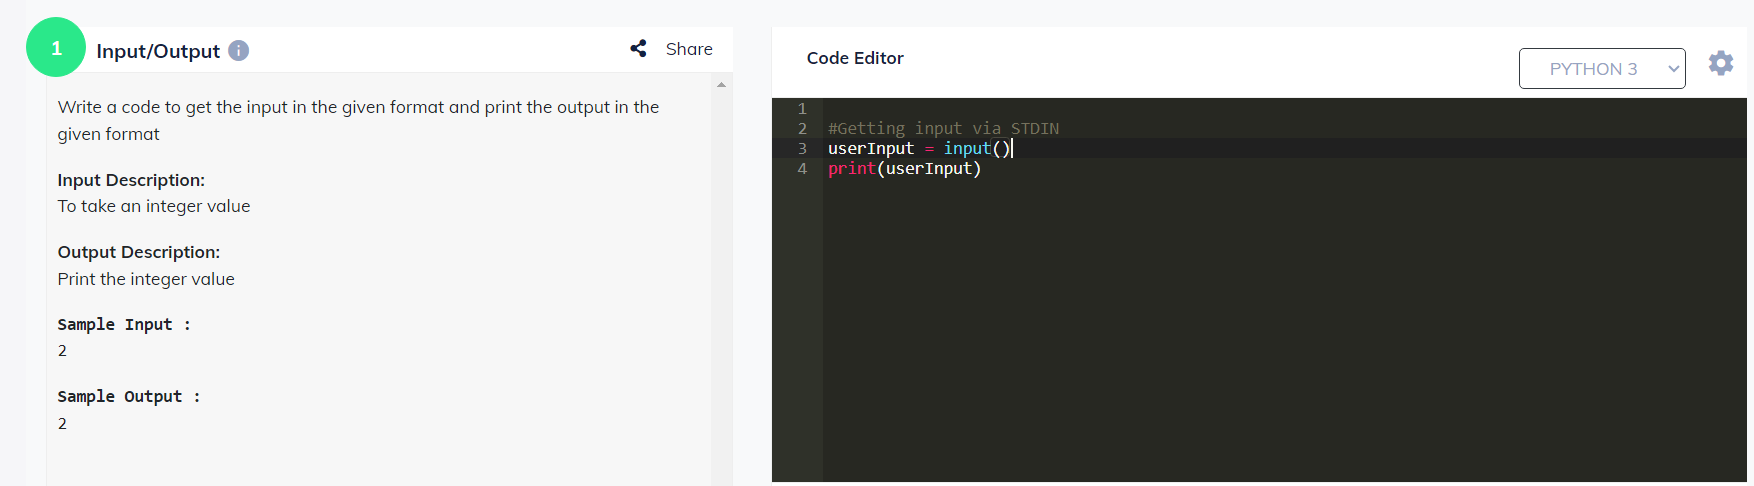 1
Input/Output i
Share
Write a code to get the input in the given format and print the output in the
given format
Input Description:
To take an integer value
Output Description:
Print the integer value
Sample Input :
2
Sample Output :
2
Code Editor
PYTHON 3
1
2 #Getting input via STDIN
3 userInput = input()
4 print(userInput)